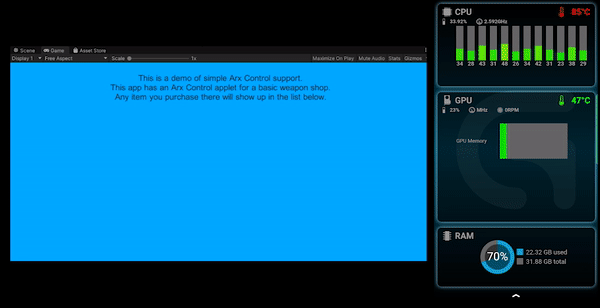 Scene Game Asset Store
Display 1 Free Aspect Scale 1x Maximize On Play Mute Audio Stats Gizmos
This is a demo of simple Arx Control support.
This app has an Arx Control applet for a basic weapon shop.
Any item you purchase there will show up in the list below.
CPU 85°C
33.92% 2.592GHz
34 28 43 31 48 26 34 42 31 23 38 29
GPU 47°C
23% MHz 0RPM
GPU Memory
RAM
70%
22.32 GB used
31.88 GB total